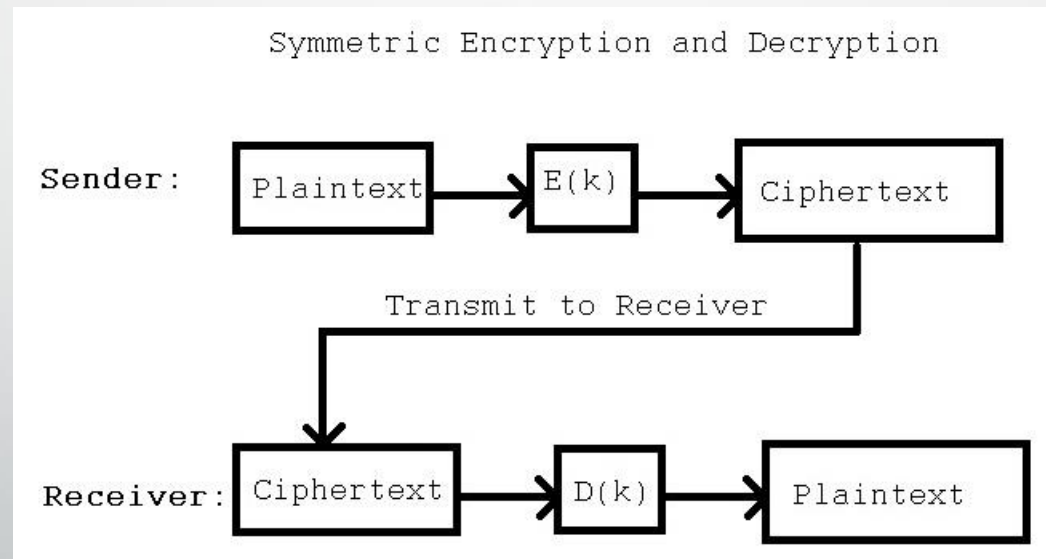 Symmetric Encryption and Decryption
Sender:
Plaintext
E(k)
Ciphertext
Transmit to Receiver
Receiver:
Ciphertext
D(k)
Plaintext